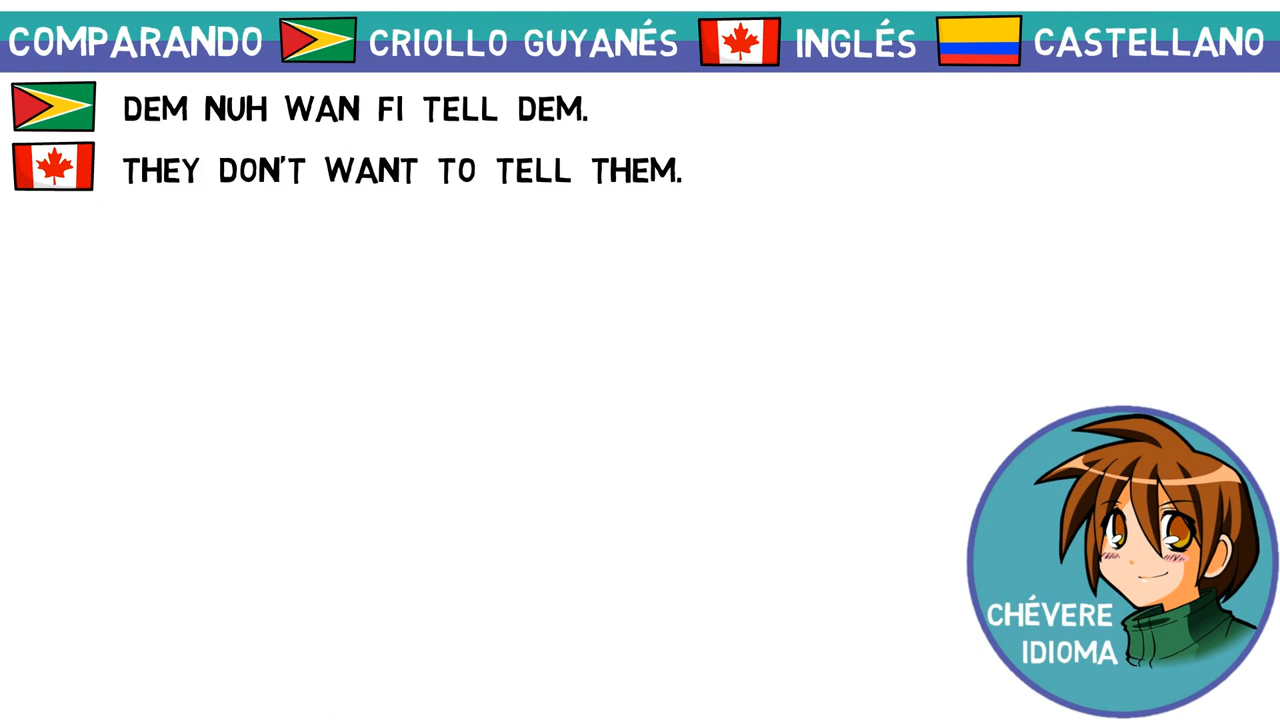 COMPARANDO CRIOLLO GUYANÉS INGLÉS CASTELLANO
DEM NUH WAN FI TELL DEM.
THEY DON'T WANT TO TELL THEM.
CHÉVERE
IDIOMA